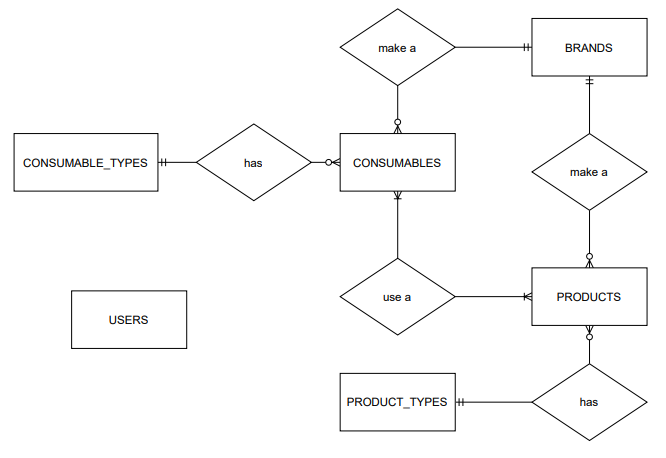 make a
BRANDS
CONSUMABLE_TYPES
has
CONSUMABLES
make a
use a
PRODUCTS
USERS
PRODUCT_TYPES
has